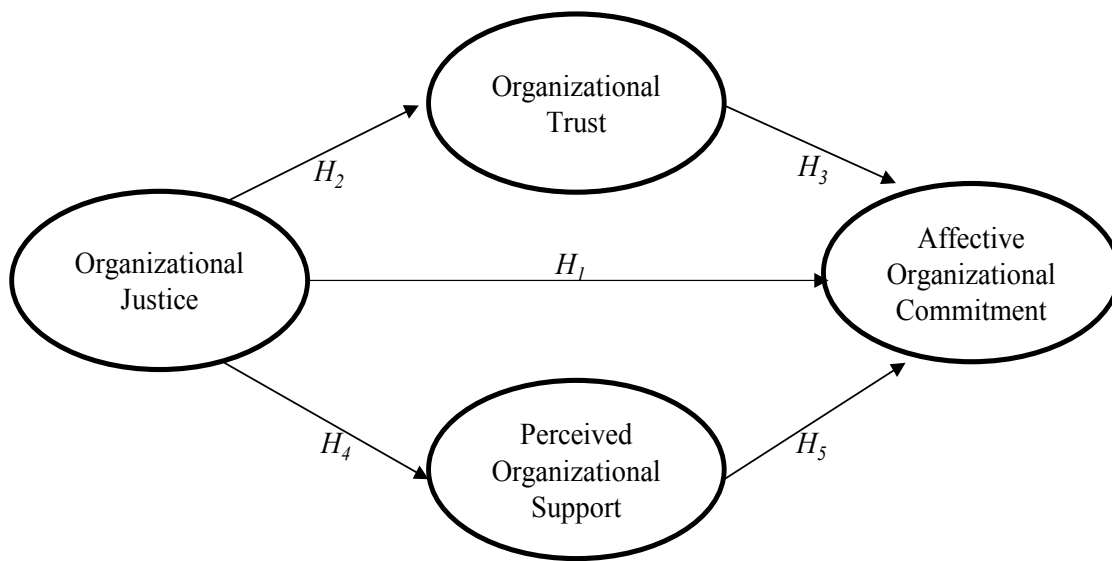 Organizational
Trust
H2
H3
Organizational
Justice
H1
Affective
Organizational
Commitment
H4
Perceived
Organizational
Support
H5